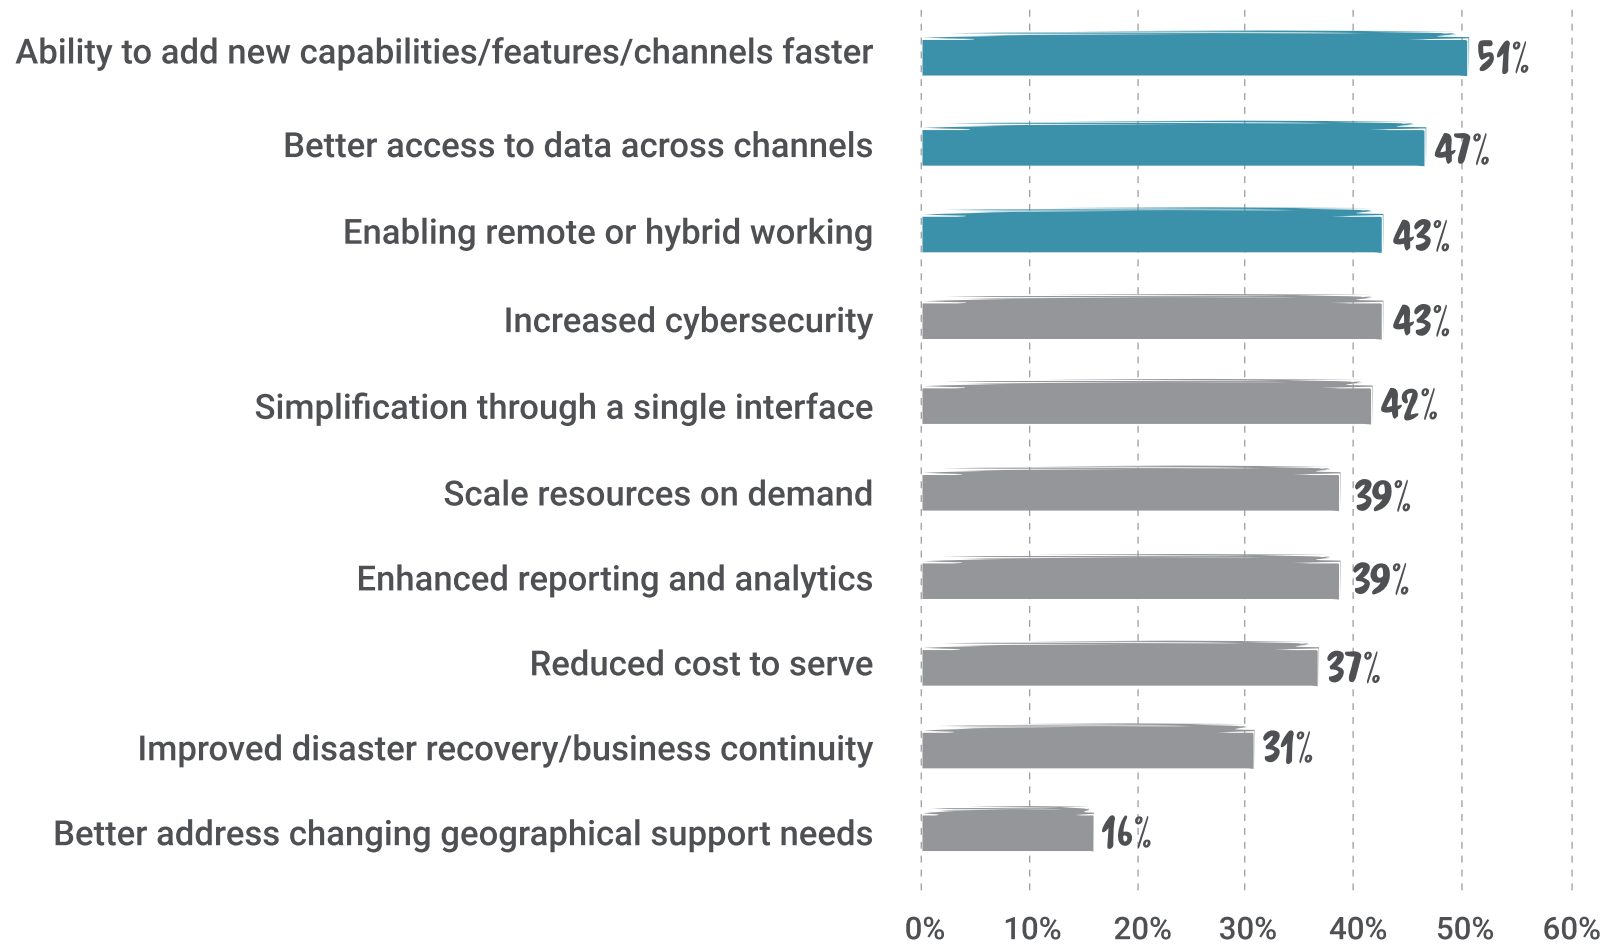 Ability to add new capabilities/features/channels faster 51%
Better access to data across channels 47%
Enabling remote or hybrid working 43%
Increased cybersecurity 43%
Simplification through a single interface 42%
Scale resources on demand 39%
Enhanced reporting and analytics 39%
Reduced cost to serve 37%
Improved disaster recovery/business continuity 31%
Better address changing geographical support needs 16%
0% 10% 20% 30% 40% 50% 60%